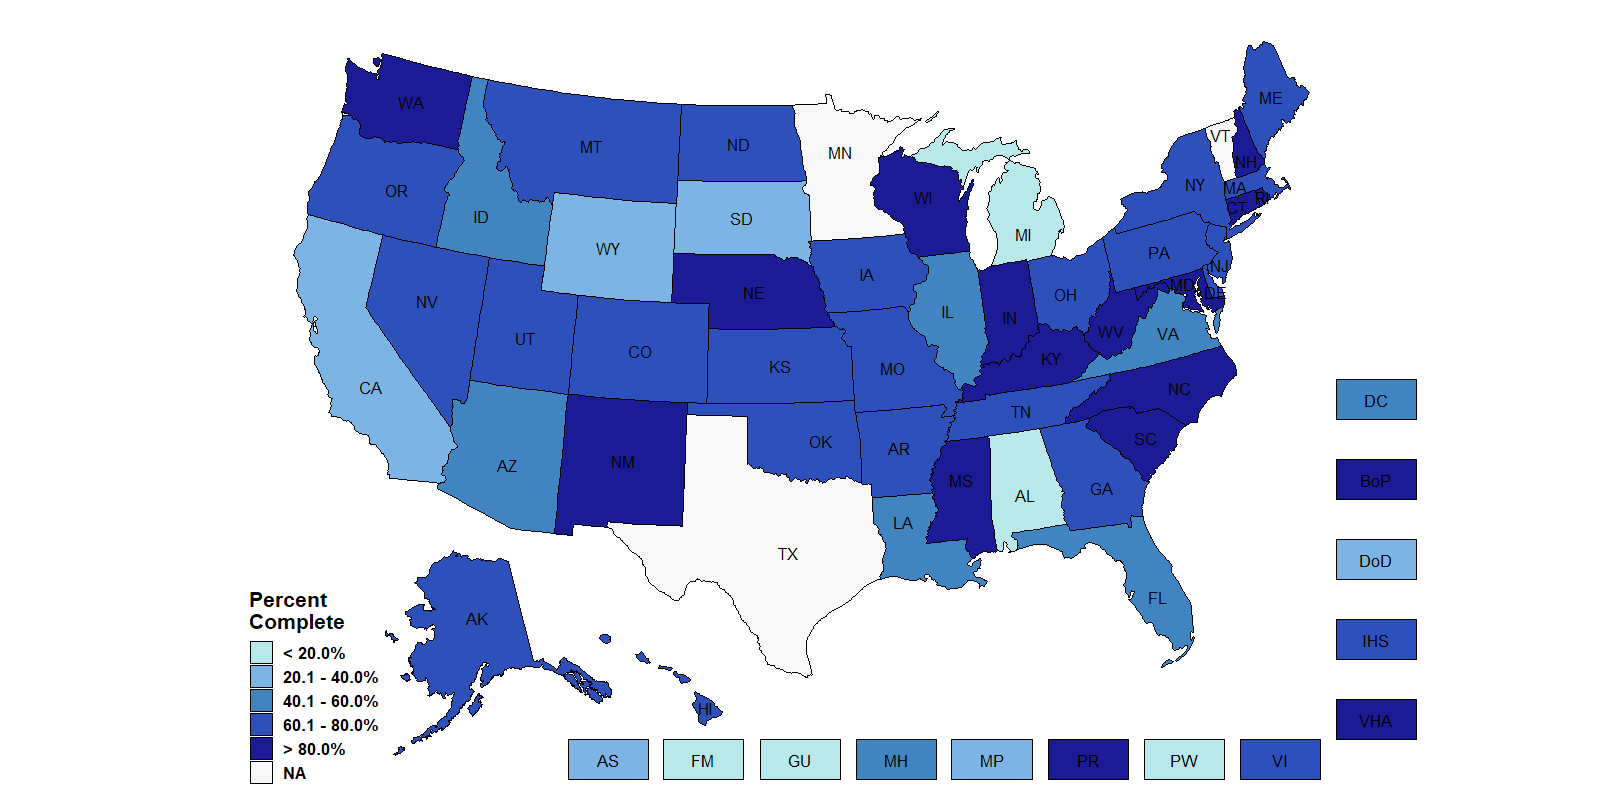 WA
ME
MT
ND
MN
VT
NH
OR
ID
SD
WI
NY
MA
CT
RI
WY
MI
PA
NJ
IA
NE
OH
MD
DE
NV
UT
CO
IL
IN
WV
VA
KY
KS
MO
CA
NC
TN
SC
DC
AZ
NM
OK
AR
MS
AL
GA
BoP
LA
TX
DoD
FL
AK
IHS
HI
VHA
Percent
Complete
< 20.0%
20.1 - 40.0%
40.1 - 60.0%
60.1 - 80.0%
> 80.0%
NA
AS
FM
GU
MH
MP
PR
PW
VI